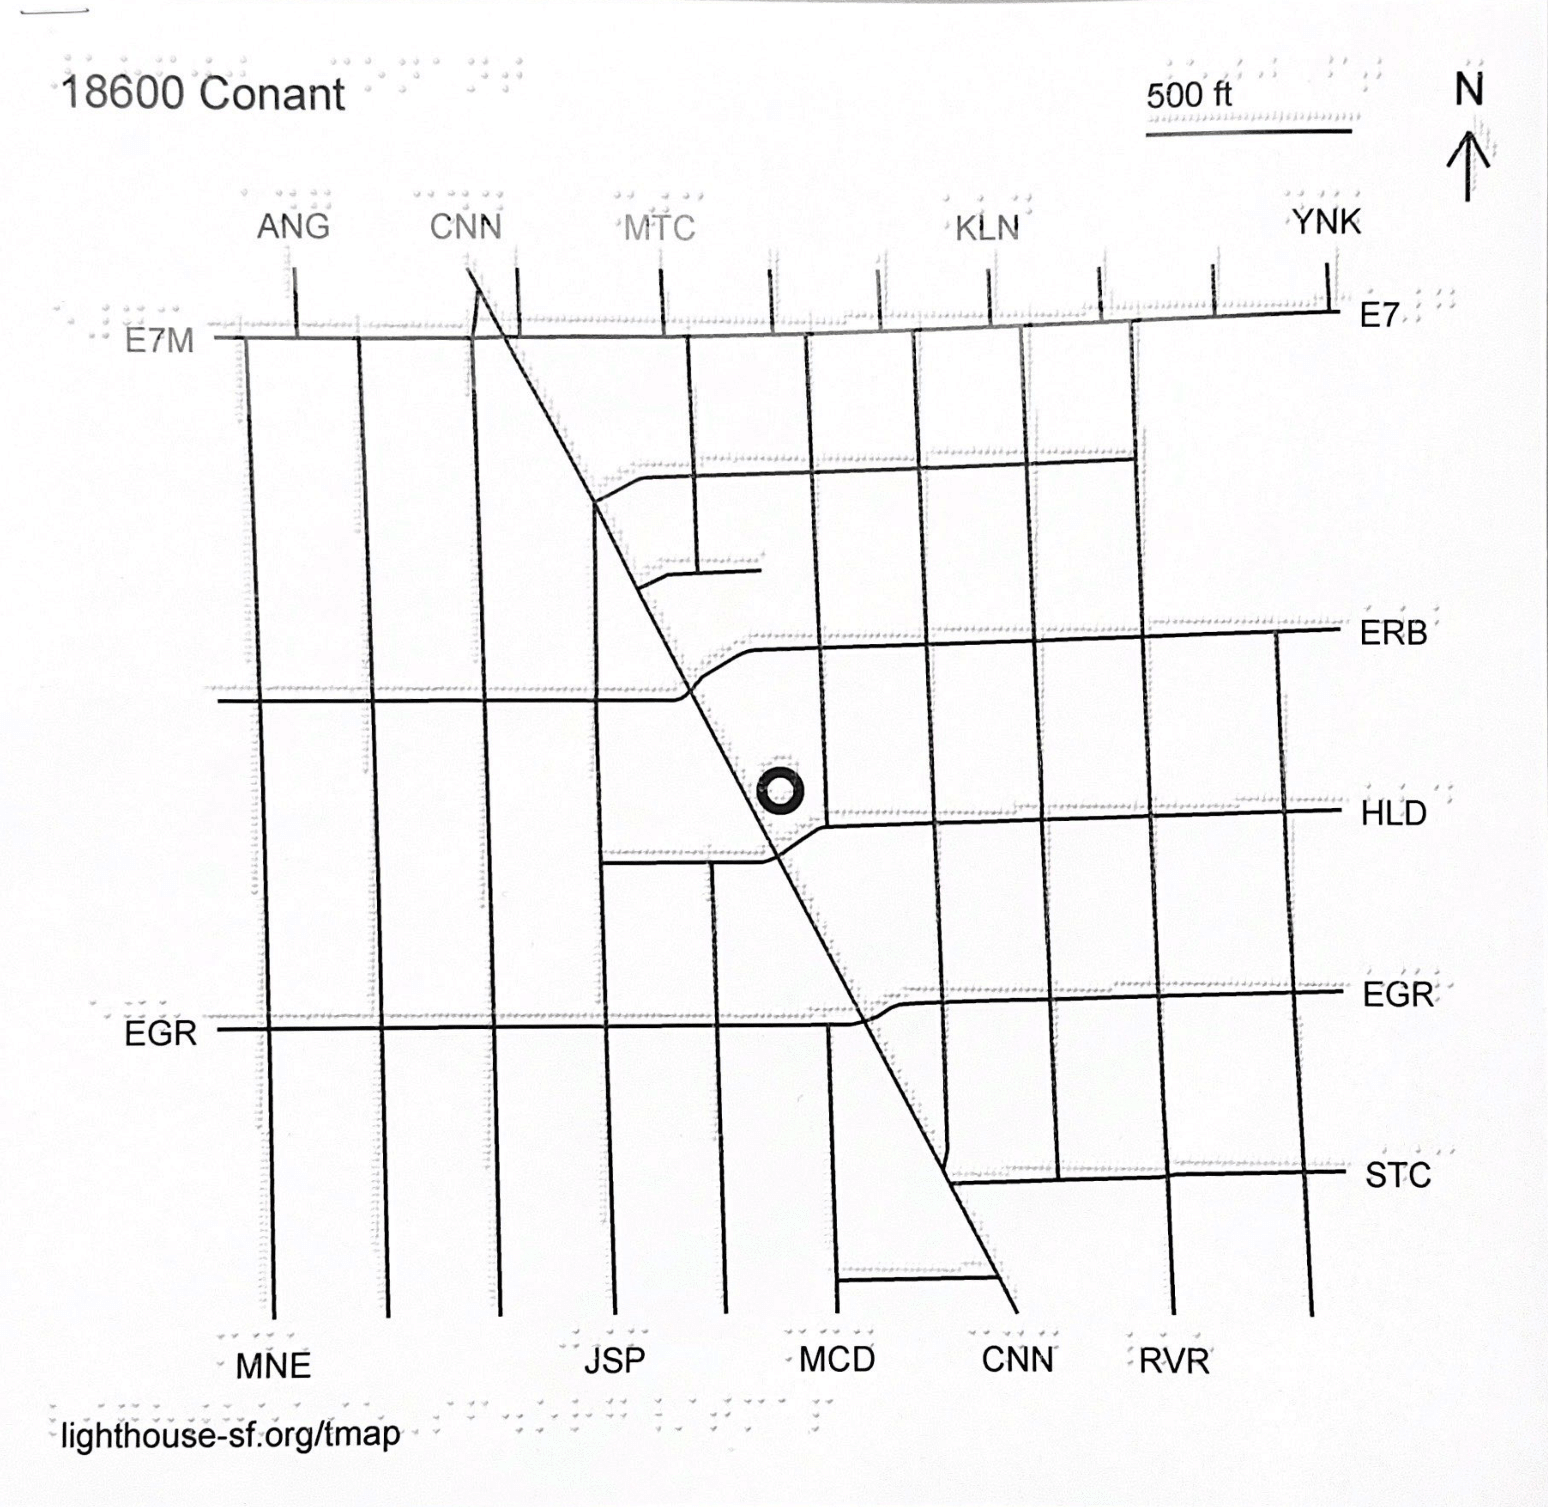 18600 Conant
500 ft
N
ANG CNN MTC KLN YNK
E7M E7
ERB
HLD
EGR EGR
STC
MNE JSP MCD CNN RVR
lighthouse-sf.org/tmap